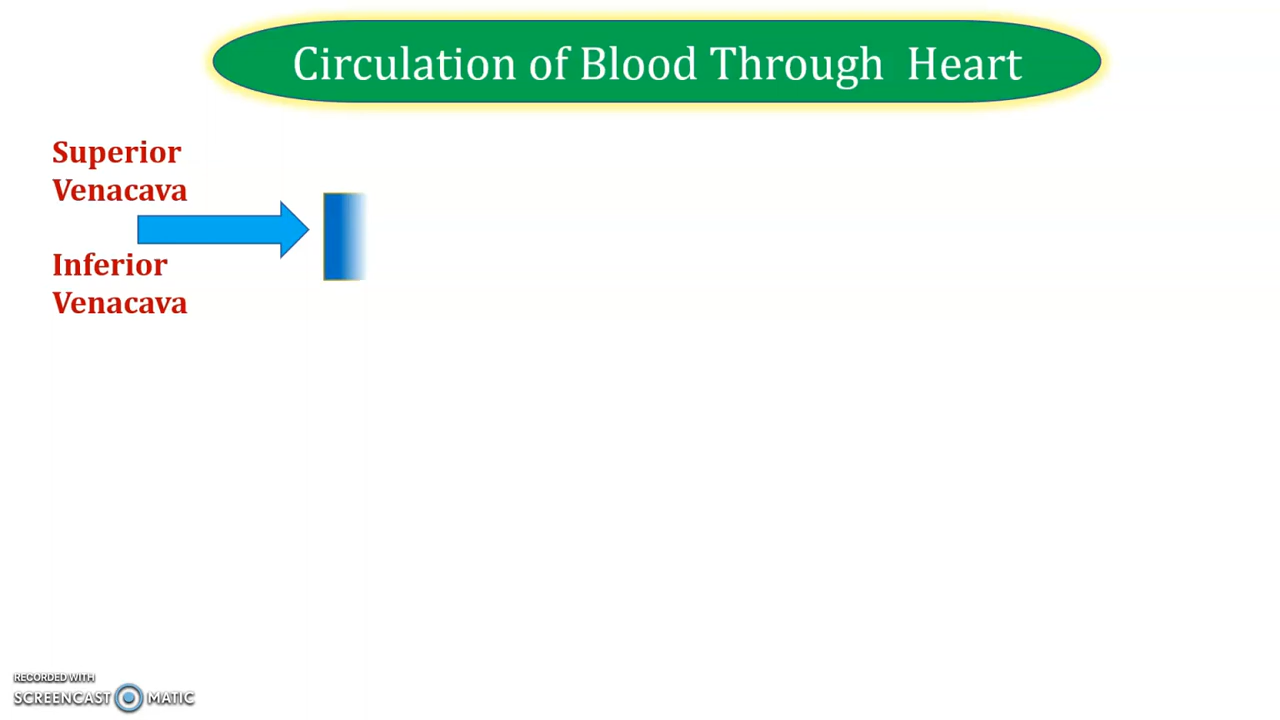 Circulation of Blood Through Heart
Superior
Venacava
Inferior
Venacava
RECORDED WITH
SCREENCAST MATIC